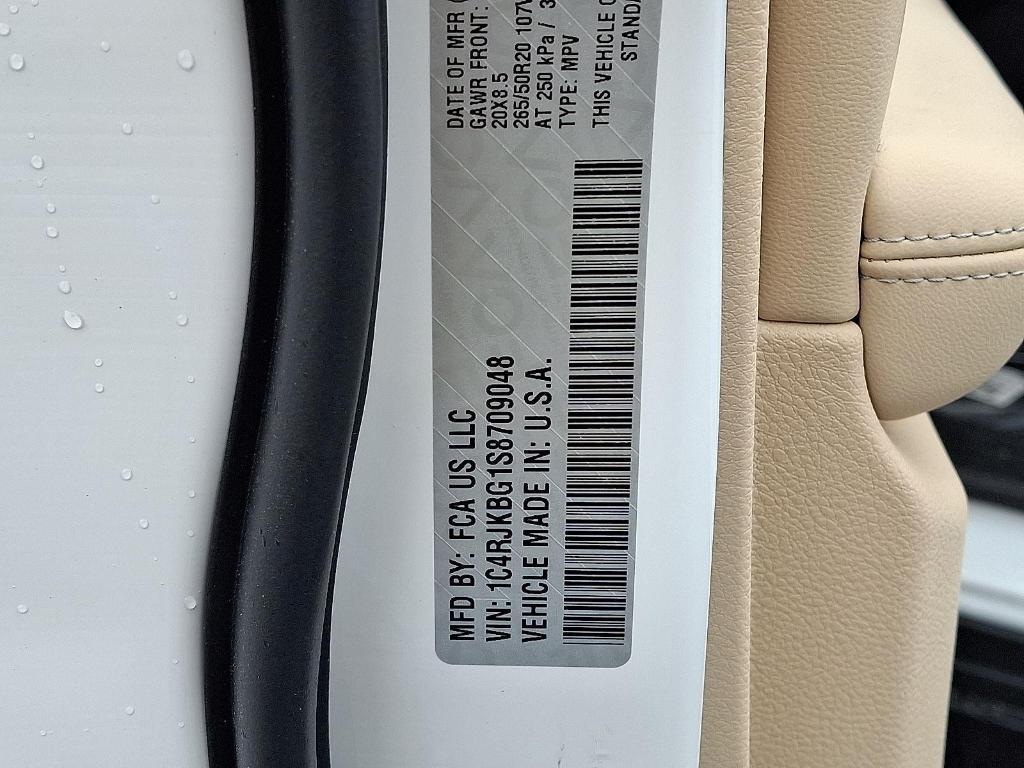 MFD BY: FCA US LLC
VIN: 1C4RJKBG1S8709048
VEHICLE MADE IN: U.S.A.
DATE OF MFR (
GAWR FRONT:
20X8.5
265/50R20 107V
AT 250 kPa / 3
TYPE: MPV
THIS VEHICLE C
STANDA